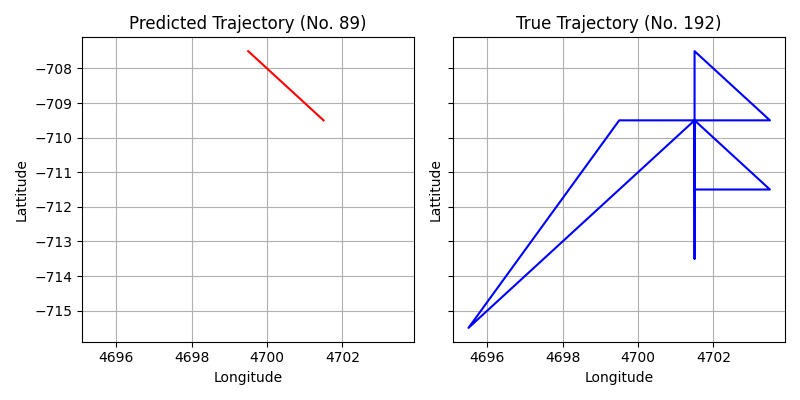 Predicted Trajectory (No. 89)
True Trajectory (No. 192)
−708
−709
−710
−711
−712
−713
−714
−715
Lattitude
Lattitude
4696 4698 4700 4702
4696 4698 4700 4702
Longitude
Longitude